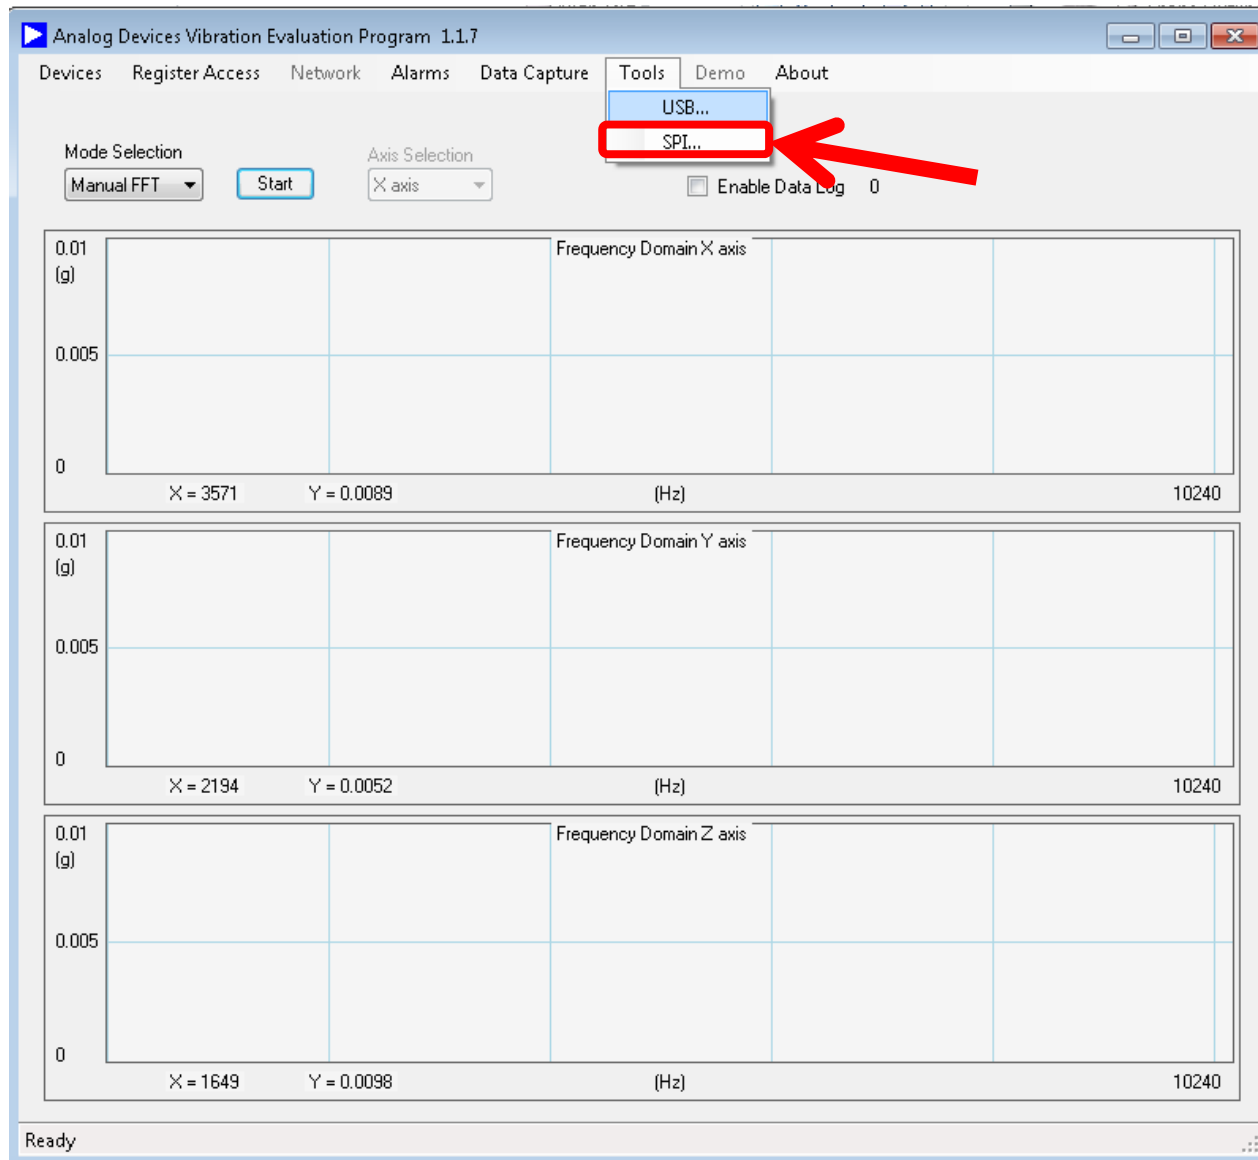 Analog Devices Vibration Evaluation Program 1.1.7
Devices Register Access Network Alarms Data Capture Tools Demo About
USB...
SPI...
Mode Selection
Axis Selection
Manual FFT Start X axis Enable Data Log 0
0.01 Frequency Domain X axis
(g)
0.005
0
X = 3571 Y = 0.0089 (Hz) 10240
0.01 Frequency Domain Y axis
(g)
0.005
0
X = 2194 Y = 0.0052 (Hz) 10240
0.01 Frequency Domain Z axis
(g)
0.005
0
X = 1649 Y = 0.0098 (Hz) 10240
Ready